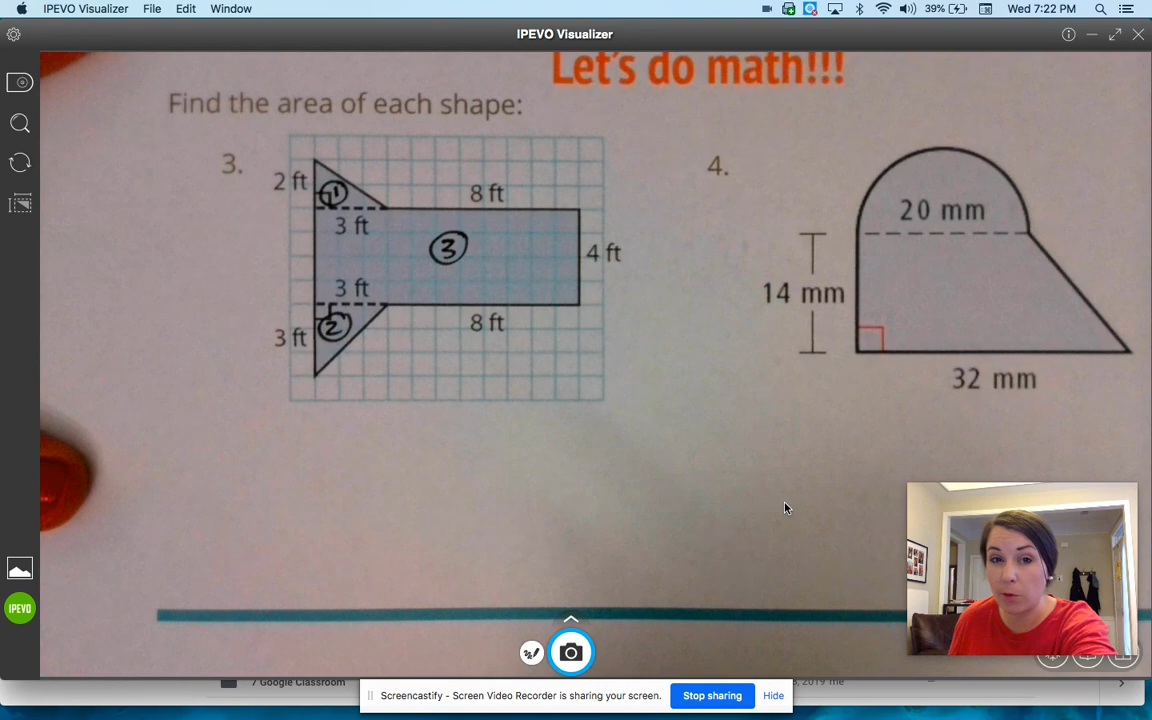 IPEVO Visualizer File Edit Window 39% Wed 7:22 PM
IPEVO Visualizer
Let's do math!!!
Find the area of each shape:
3.
2 ft
1
8 ft
3 ft
3
4 ft
3 ft
2
3 ft
8 ft
4.
20 mm
14 mm
32 mm
IPEVO
7 Google Classroom
, 2019 me
Screencastify - Screen Video Recorder is sharing your screen. Stop sharing Hide